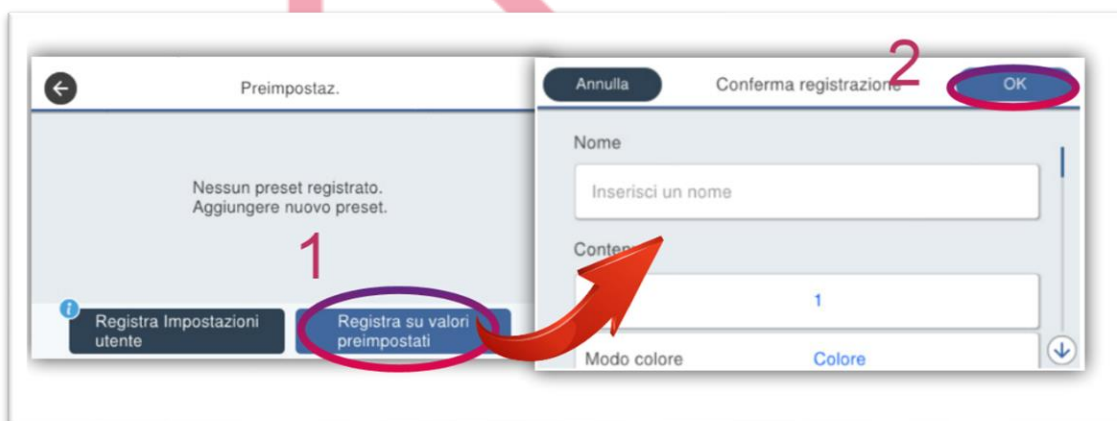 Preimpostaz.
Nessun preset registrato.
Aggiungere nuovo preset.
1
Registra Impostazioni
utente
Registra su valori
preimpostati
2
Annulla
Conferma registrazione
OK
Nome
Inserisci un nome
1
Modo colore
Colore